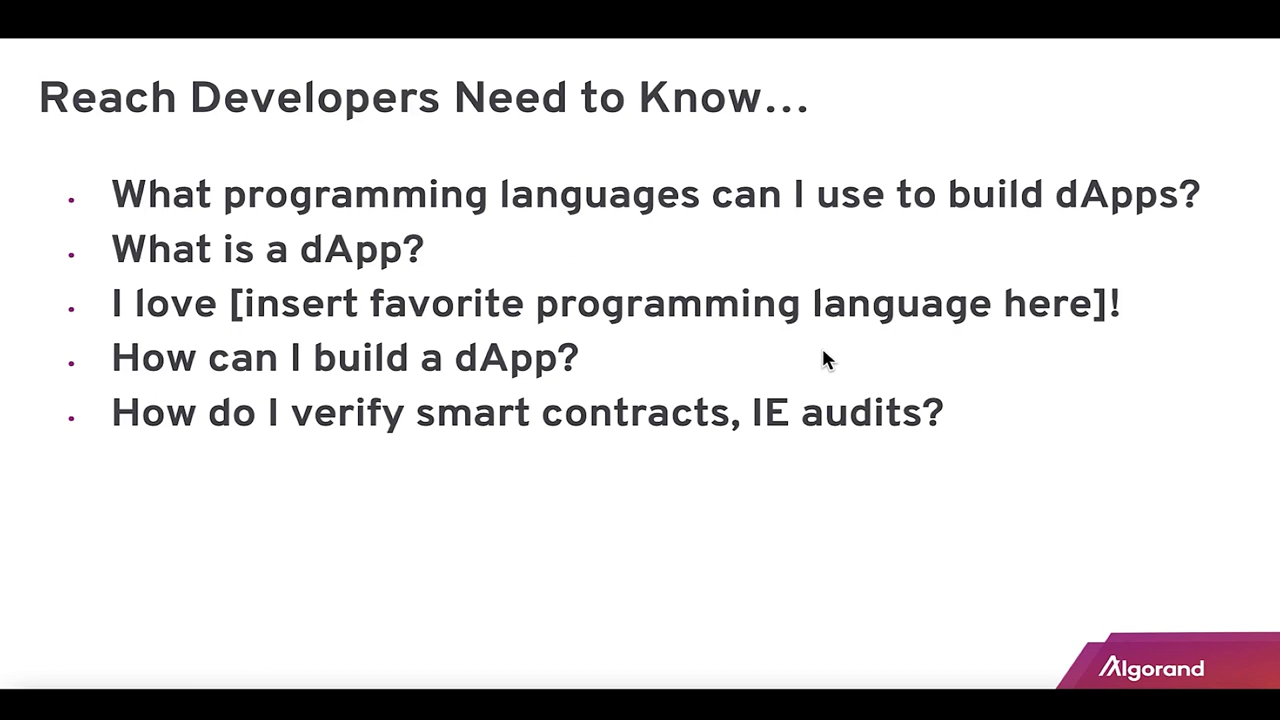 Reach Developers Need to Know...
• What programming languages can I use to build dApps?
• What is a dApp?
• I love [insert favorite programming language here]!
• How can I build a dApp?
• How do I verify smart contracts, IE audits?
Algorand